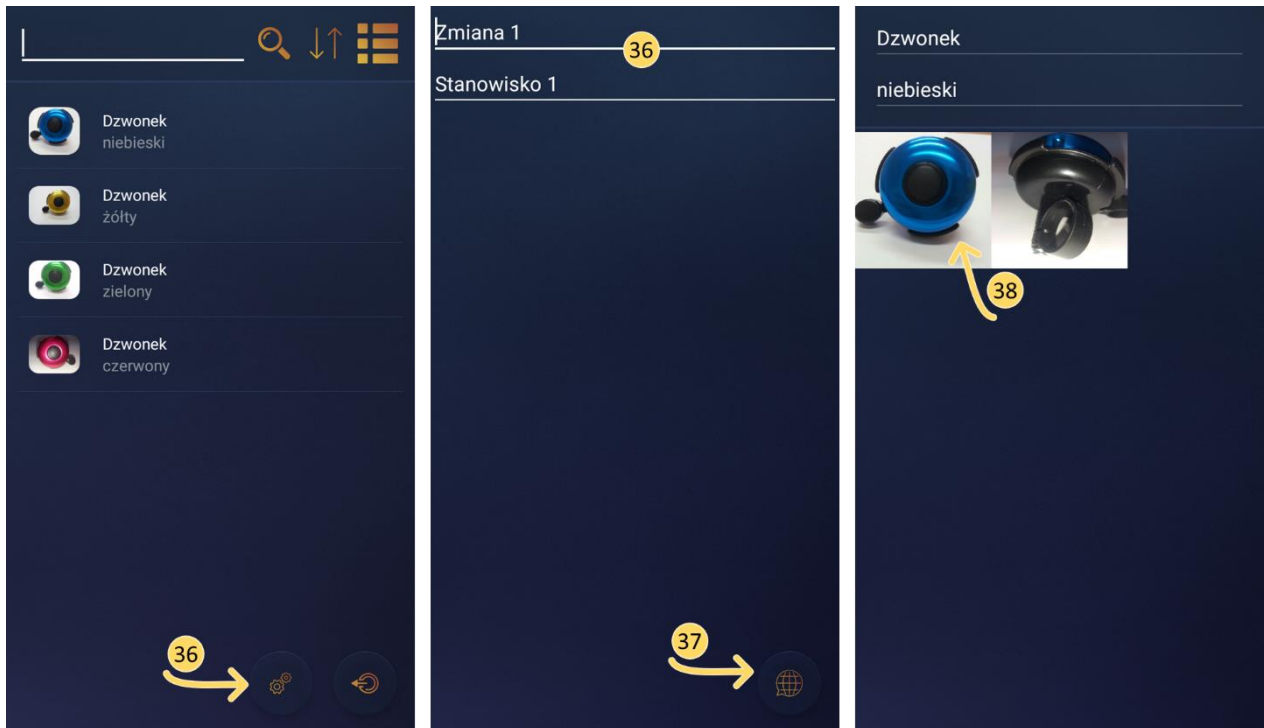 Dzwonek
niebieski
Dzwonek
żółty
Dzwonek
zielony
Dzwonek
czerwony
36
Zmiana 1
36
Stanowisko 1
37
Dzwonek
niebieski
38